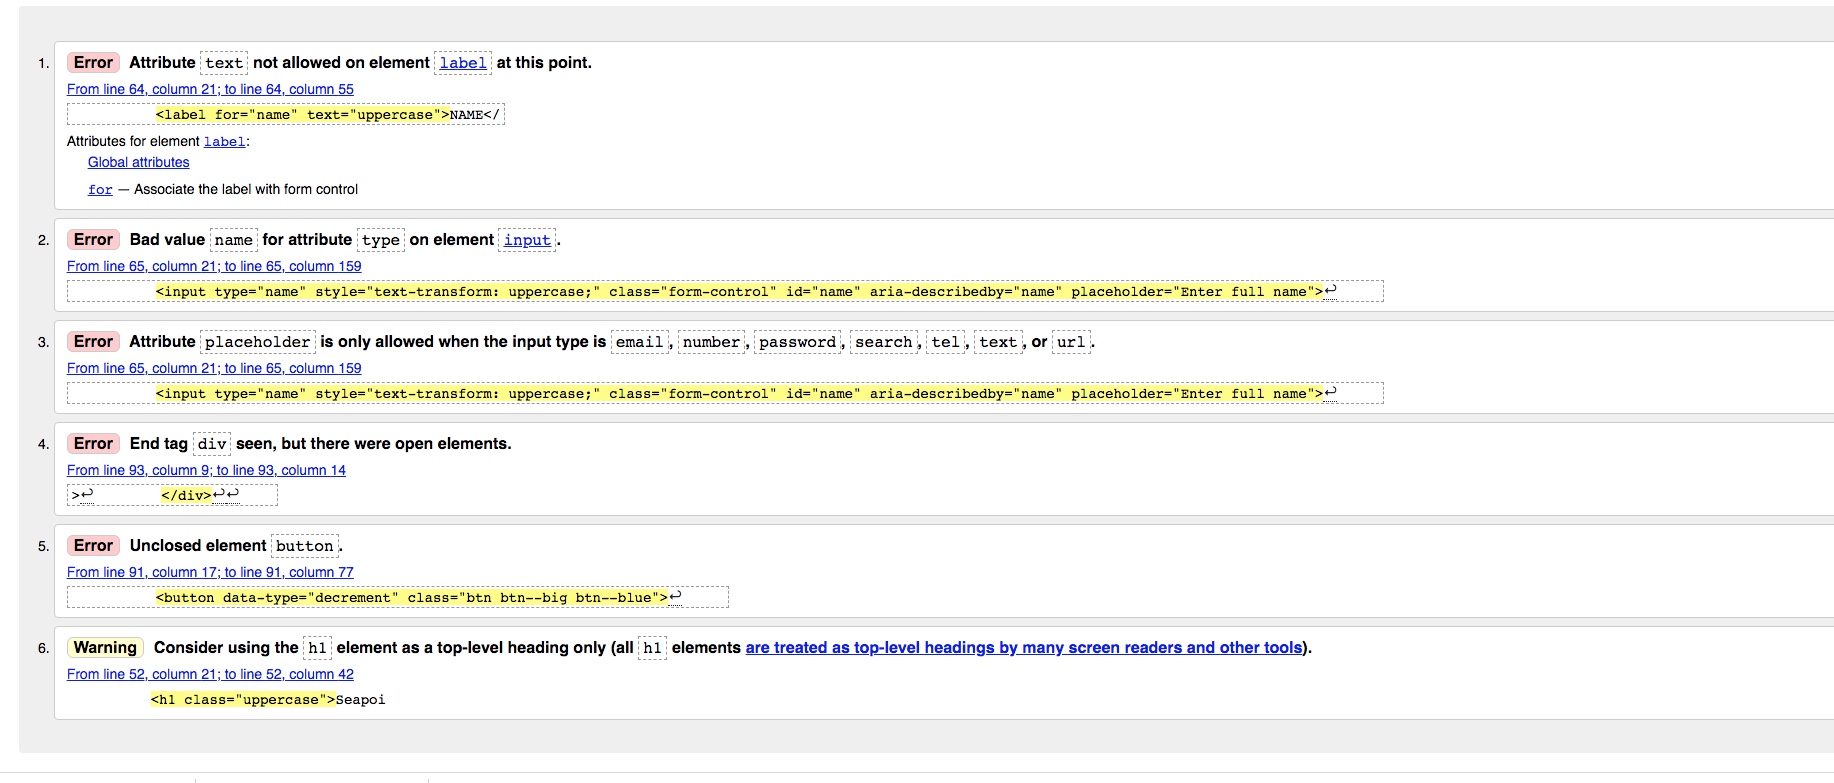 1. Error Attribute text not allowed on element label at this point.
From line 64, column 21; to line 64, column 55
<label for="name" text="uppercase">NAME</
Attributes for element label:
Global attributes
for — Associate the label with form control
2. Error Bad value name for attribute type on element input.
From line 65, column 21; to line 65, column 159
<input type="name" style="text-transform: uppercase;" class="form-control" id="name" aria-describedby="name" placeholder="Enter full name">↩
3. Error Attribute placeholder is only allowed when the input type is email, number, password, search, tel, text, or url.
From line 65, column 21; to line 65, column 159
<input type="name" style="text-transform: uppercase;" class="form-control" id="name" aria-describedby="name" placeholder="Enter full name">↩
4. Error End tag div seen, but there were open elements.
From line 93, column 9; to line 93, column 14
>↩ </div>↩↩
5. Error Unclosed element button.
From line 91, column 17; to line 91, column 77
<button data-type="decrement" class="btn btn--big btn--blue">↩
6. Warning Consider using the h1 element as a top-level heading only (all h1 elements are treated as top-level headings by many screen readers and other tools).
From line 52, column 21; to line 52, column 42
<h1 class="uppercase">Seapoi